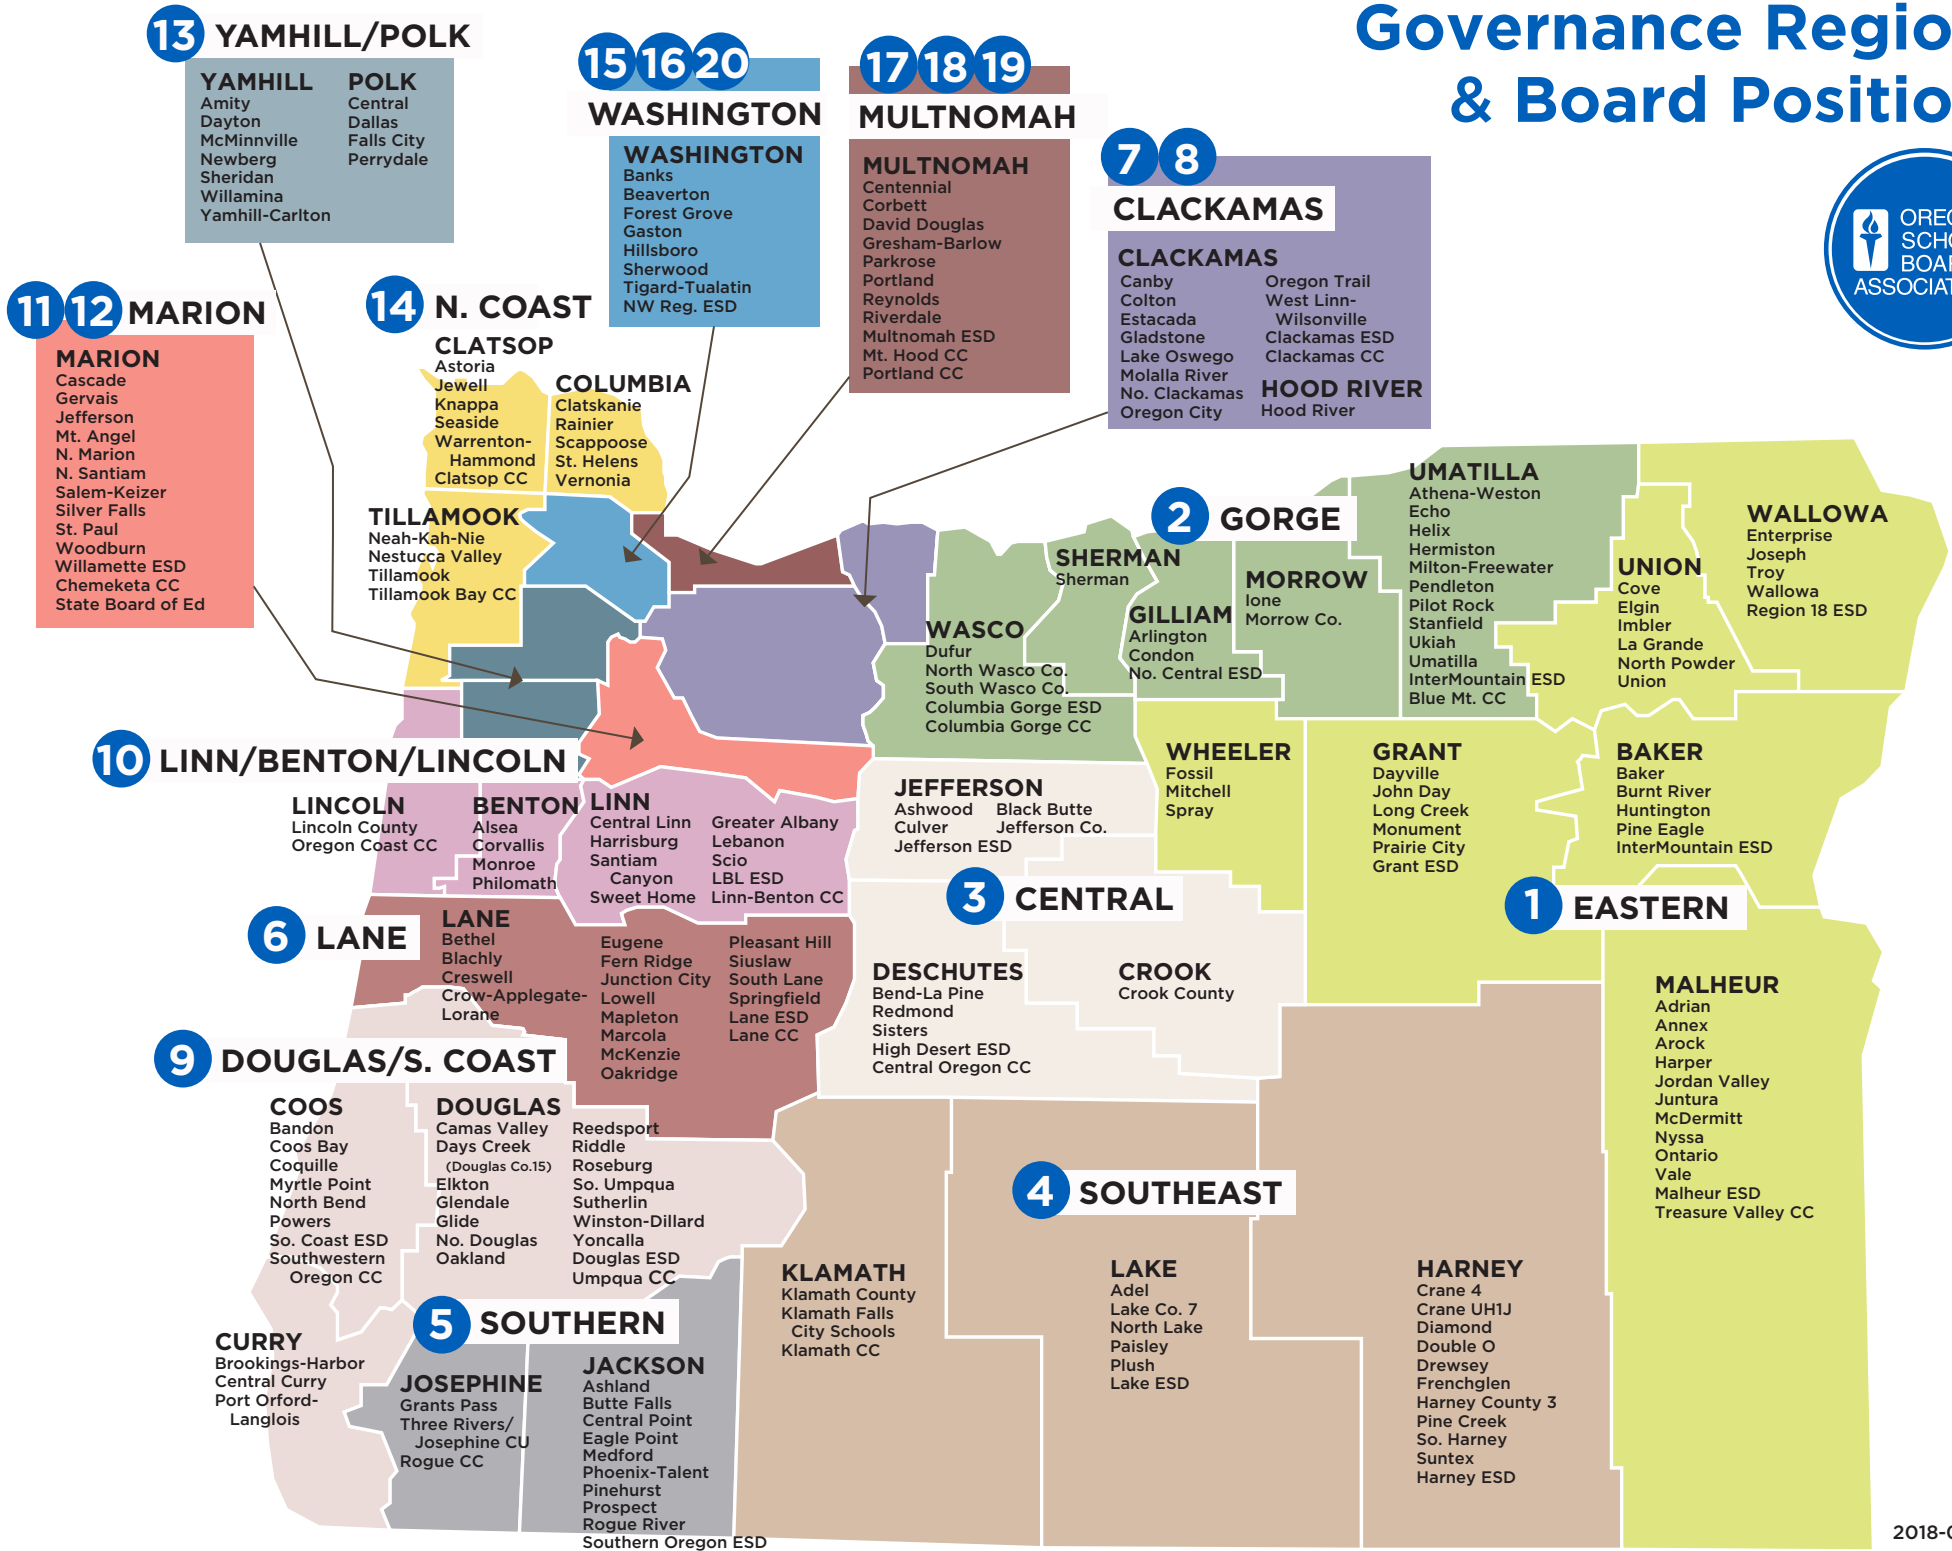 Governance Regio
& Board Positio
OREG
SCHO
BOAR
ASSOCIAT
13 YAMHILL/POLK
YAMHILL
Amity
Dayton
McMinnville
Newberg
Sheridan
Willamina
Yamhill-Carlton
POLK
Central
Dallas
Falls City
Perrydale
15 16 20
WASHINGTON
WASHINGTON
Banks
Beaverton
Forest Grove
Gaston
Hillsboro
Sherwood
Tigard-Tualatin
NW Reg. ESD
17 18 19
MULTNOMAH
MULTNOMAH
Centennial
Corbett
David Douglas
Gresham-Barlow
Parkrose
Portland
Reynolds
Riverdale
Multnomah ESD
Mt. Hood CC
Portland CC
7 8
CLACKAMAS
CLACKAMAS
Canby
Colton
Estacada
Gladstone
Lake Oswego
Molalla River
No. Clackamas
Oregon City
Oregon Trail
West Linn-
Wilsonville
Clackamas ESD
Clackamas CC
HOOD RIVER
Hood River
11 12 MARION
MARION
Cascade
Gervais
Jefferson
Mt. Angel
N. Marion
N. Santiam
Salem-Keizer
Silver Falls
St. Paul
Woodburn
Willamette ESD
Chemeketa CC
State Board of Ed
14 N. COAST
CLATSOP
Astoria
Jewell
Knappa
Seaside
Warrenton-
Hammond
Clatsop CC
COLUMBIA
Clatskanie
Rainier
Scappoose
St. Helens
Vernonia
TILLAMOOK
Neah-Kah-Nie
Nestucca Valley
Tillamook
Tillamook Bay CC
2 GORGE
WASCO
Dufur
North Wasco Co.
South Wasco Co.
Columbia Gorge ESD
Columbia Gorge CC
SHERMAN
Sherman
GILLIAM
Arlington
Condon
No. Central ESD
MORROW
Ione
Morrow Co.
UMATILLA
Athena-Weston
Echo
Helix
Hermiston
Milton-Freewater
Pendleton
Pilot Rock
Stanfield
Ukiah
Umatilla
InterMountain ESD
Blue Mt. CC
UNION
Cove
Elgin
Imbler
La Grande
North Powder
Union
WALLOWA
Enterprise
Joseph
Troy
Wallowa
Region 18 ESD
10 LINN/BENTON/LINCOLN
LINCOLN
Lincoln County
Oregon Coast CC
BENTON
Alsea
Corvallis
Monroe
Philomath
LINN
Central Linn
Harrisburg
Santiam
Canyon
Sweet Home
Greater Albany
Lebanon
Scio
LBL ESD
Linn-Benton CC
JEFFERSON
Ashwood
Culver
Jefferson ESD
Black Butte
Jefferson Co.
WHEELER
Fossil
Mitchell
Spray
GRANT
Dayville
John Day
Long Creek
Monument
Prairie City
Grant ESD
BAKER
Baker
Burnt River
Huntington
Pine Eagle
InterMountain ESD
3 CENTRAL
1 EASTERN
6 LANE
LANE
Bethel
Blachly
Creswell
Crow-Applegate-
Lorane
Eugene
Fern Ridge
Junction City
Lowell
Mapleton
Marcola
McKenzie
Oakridge
Pleasant Hill
Siuslaw
South Lane
Springfield
Lane ESD
Lane CC
DESCHUTES
Bend-La Pine
Redmond
Sisters
High Desert ESD
Central Oregon CC
CROOK
Crook County
MALHEUR
Adrian
Annex
Arock
Harper
Jordan Valley
Juntura
McDermitt
Nyssa
Ontario
Vale
Malheur ESD
Treasure Valley CC
9 DOUGLAS/S. COAST
COOS
Bandon
Coos Bay
Coquille
Myrtle Point
North Bend
Powers
So. Coast ESD
Southwestern
Oregon CC
DOUGLAS
Camas Valley
Days Creek
(Douglas Co.15)
Elkton
Glendale
Glide
No. Douglas
Oakland
Reedsport
Riddle
Roseburg
So. Umpqua
Sutherlin
Winston-Dillard
Yoncalla
Douglas ESD
Umpqua CC
4 SOUTHEAST
KLAMATH
Klamath County
Klamath Falls
City Schools
Klamath CC
LAKE
Adel
Lake Co. 7
North Lake
Paisley
Plush
Lake ESD
HARNEY
Crane 4
Crane UH1J
Diamond
Double O
Drewsey
Frenchglen
Harney County 3
Pine Creek
So. Harney
Suntex
Harney ESD
5 SOUTHERN
CURRY
Brookings-Harbor
Central Curry
Port Orford-
Langlois
JOSEPHINE
Grants Pass
Three Rivers/
Josephine CU
Rogue CC
JACKSON
Ashland
Butte Falls
Central Point
Eagle Point
Medford
Phoenix-Talent
Pinehurst
Prospect
Rogue River
Southern Oregon ESD
2018-0